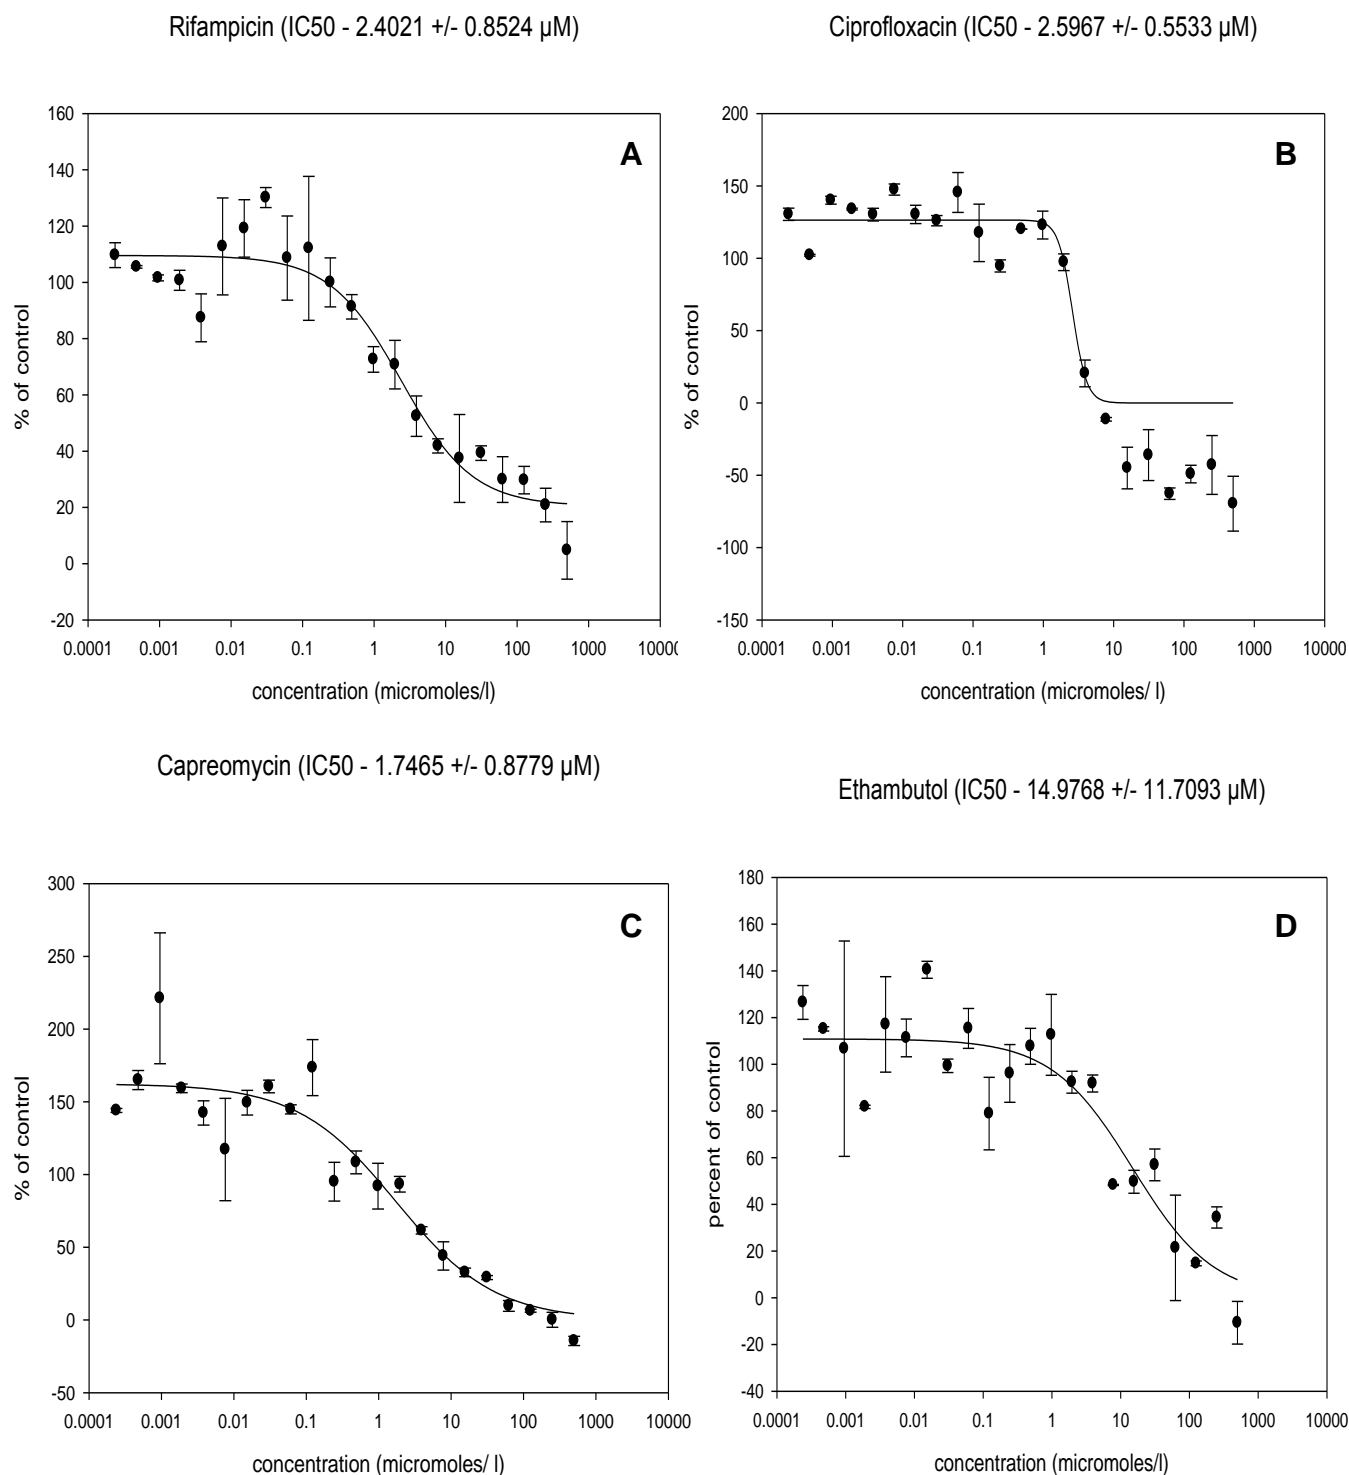 Rifampicin (IC50 - 2.4021 +/- 0.8524 µM)
Ciprofloxacin (IC50 - 2.5967 +/- 0.5533 µM)
A
160
140
120
100
80
60
40
20
0
-20
% of control
0.0001 0.001 0.01 0.1 1 10 100 1000 10000
concentration (micromoles/l)
B
200
150
100
50
0
-50
-100
-150
% of control
0.0001 0.001 0.01 0.1 1 10 100 1000 10000
concentration (micromoles/ l)
Capreomycin (IC50 - 1.7465 +/- 0.8779 µM)
Ethambutol (IC50 - 14.9768 +/- 11.7093 µM)
C
300
250
200
150
100
50
0
-50
% of control
0.0001 0.001 0.01 0.1 1 10 100 1000 10000
concentration (micromoles/ l)
D
180
160
140
120
100
80
60
40
20
0
-20
-40
percent of control
0.0001 0.001 0.01 0.1 1 10 100 1000 10000
concentration (micromoles/l)